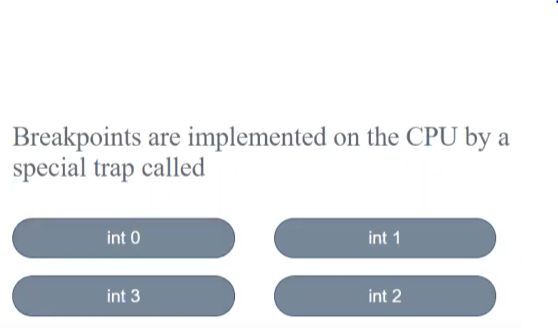 Breakpoints are implemented on the CPU by a
special trap called
int 0
int 1
int 3
int 2